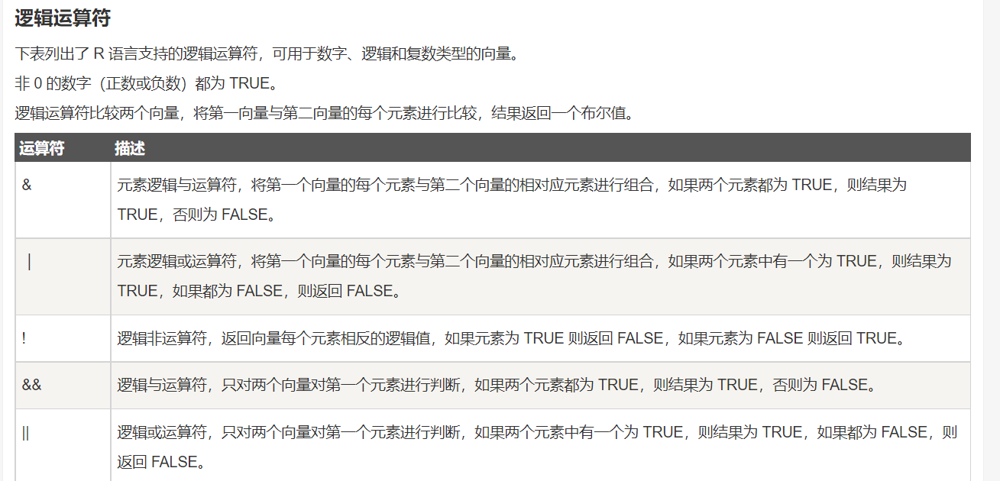 逻辑运算符
下表列出了 R 语言支持的逻辑运算符，可用于数字、逻辑和复数类型的向量。
非 0 的数字（正数或负数）都为 TRUE。
逻辑运算符比较两个向量，将第一向量与第二向量的每个元素进行比较，结果返回一个布尔值。
运算符 描述
& 元素逻辑与运算符，将第一个向量的每个元素与第二个向量的相对应元素进行组合，如果两个元素都为 TRUE，则结果为
TRUE，否则为 FALSE。
| 元素逻辑或运算符，将第一个向量的每个元素与第二个向量的相对应元素进行组合，如果两个元素中有一个为 TRUE，则结果为
TRUE，如果都为 FALSE，则返回 FALSE。
! 逻辑非运算符，返回向量每个元素相反的逻辑值，如果元素为 TRUE 则返回 FALSE，如果元素为 FALSE 则返回 TRUE。
&& 逻辑与运算符，只对两个向量对第一个元素进行判断，如果两个元素都为 TRUE，则结果为 TRUE，否则为 FALSE。
|| 逻辑或运算符，只对两个向量对第一个元素进行判断，如果两个元素中有一个为 TRUE，则结果为 TRUE，如果都为 FALSE，则
返回 FALSE。